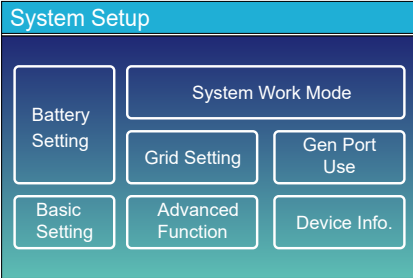 System Setup
System Work Mode
Battery
Setting
Grid Setting
Gen Port
Use
Basic
Setting
Advanced
Function
Device Info.